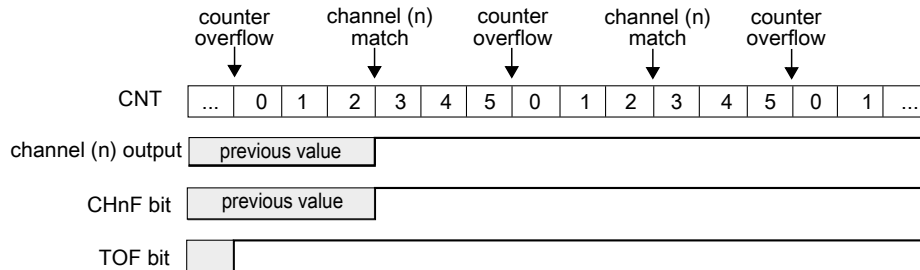 counter overflow
channel (n) match
counter overflow
channel (n) match
counter overflow
CNT ... 0 1 2 3 4 5 0 1 2 3 4 5 0 1 ...
channel (n) output previous value
CHnF bit previous value
TOF bit